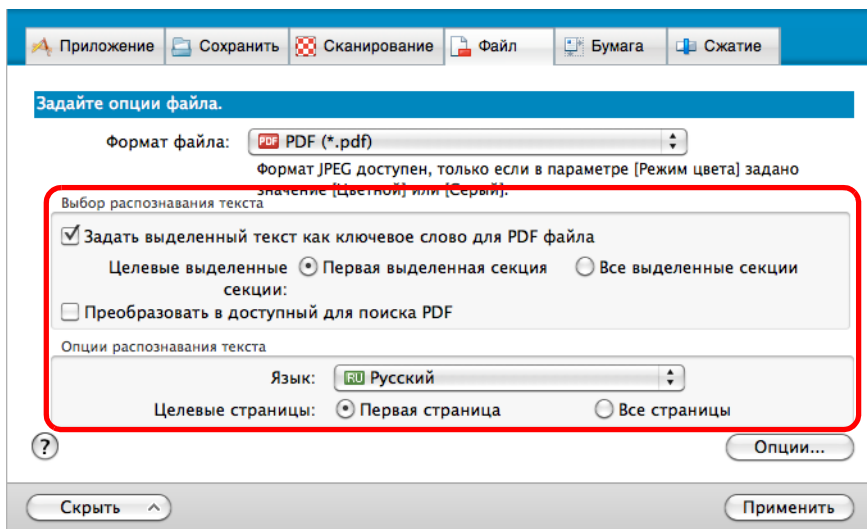 Приложение Сохранить Сканирование Файл Бумага Сжатие
Задайте опции файла.
Формат файла: PDF PDF (*.pdf)
Формат JPEG доступен, только если в параметре [Режим цвета] задано
значение [Цветной] или [Серый].
Выбор распознавания текста
Задать выделенный текст как ключевое слово для PDF файла
Целевые выделенные Первая выделенная секция Все выделенные секции
секции:
Преобразовать в доступный для поиска PDF
Опции распознавания текста
Язык: RU Русский
Целевые страницы: Первая страница Все страницы
? Опции...
Скрыть Применить